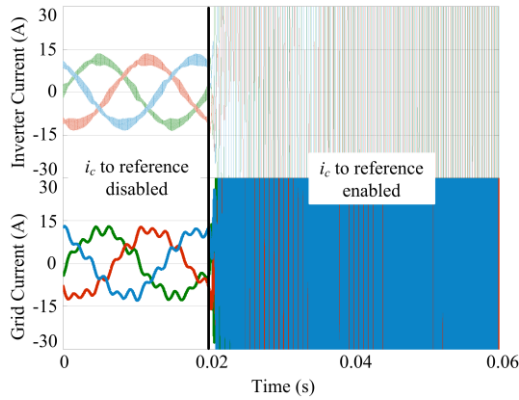 Inverter Current (A)
30
15
0
-15
-30
i_c to reference
disabled
i_c to reference
enabled
Grid Current (A)
30
15
0
-15
-30
0
0.02
0.04
0.06
Time (s)